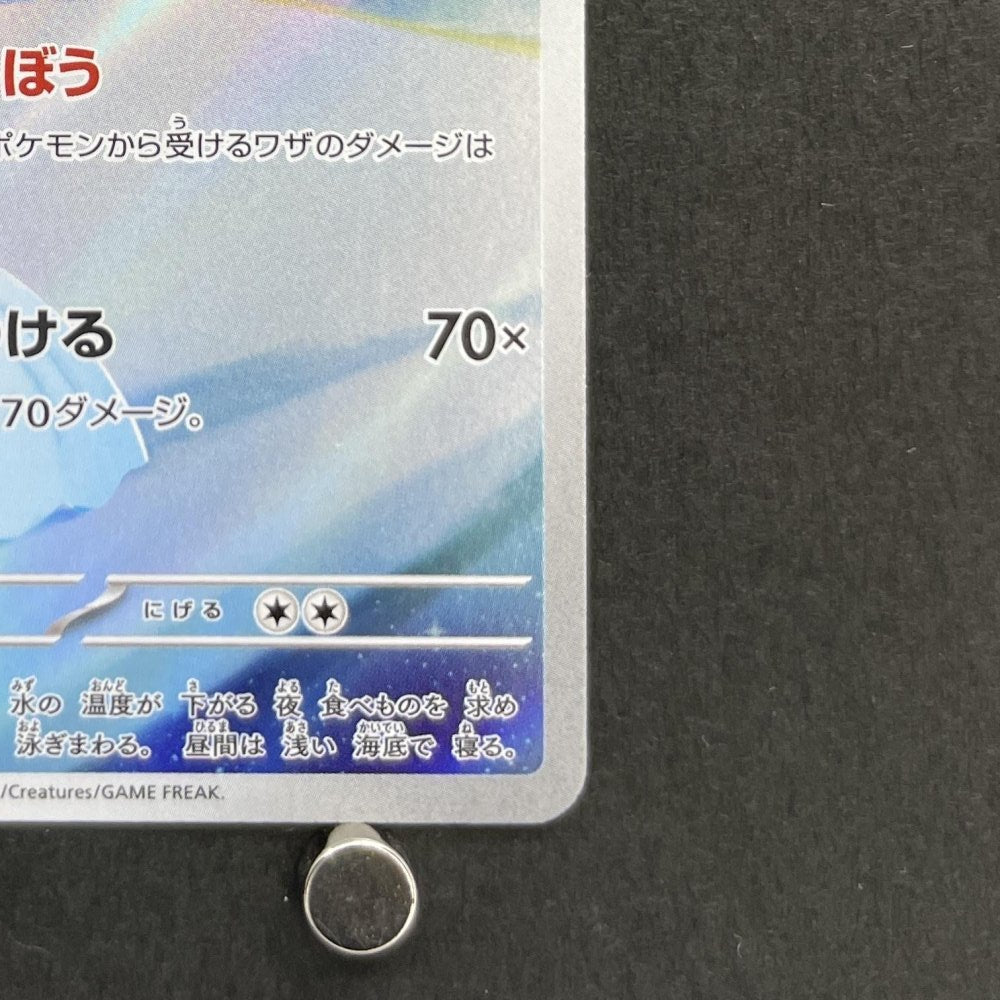 ぼう
ポケモンから受けるワザのダメージは
ける 70×
70ダメージ。
にげる
水の 温度が 下がる 夜 食べものを 求め
泳ぎまわる。 昼間は 浅い 海底で 寝る。
/Creatures/GAME FREAK.